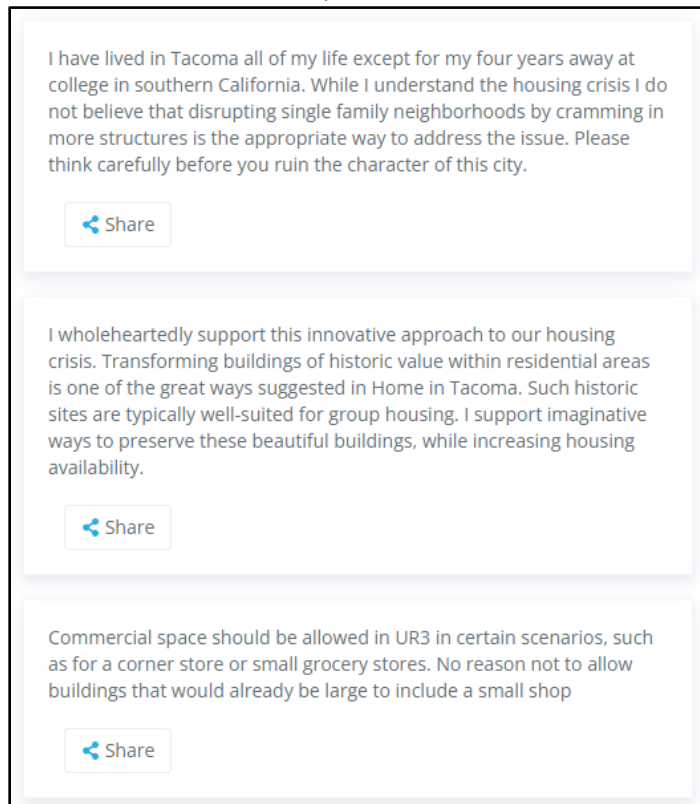 I have lived in Tacoma all of my life except for my four years away at
college in southern California. While I understand the housing crisis I do
not believe that disrupting single family neighborhoods by cramming in
more structures is the appropriate way to address the issue. Please
think carefully before you ruin the character of this city.
Share
I wholeheartedly support this innovative approach to our housing
crisis. Transforming buildings of historic value within residential areas
is one of the great ways suggested in Home in Tacoma. Such historic
sites are typically well-suited for group housing. I support imaginative
ways to preserve these beautiful buildings, while increasing housing
availability.
Share
Commercial space should be allowed in UR3 in certain scenarios, such
as for a corner store or small grocery stores. No reason not to allow
buildings that would already be large to include a small shop
Share